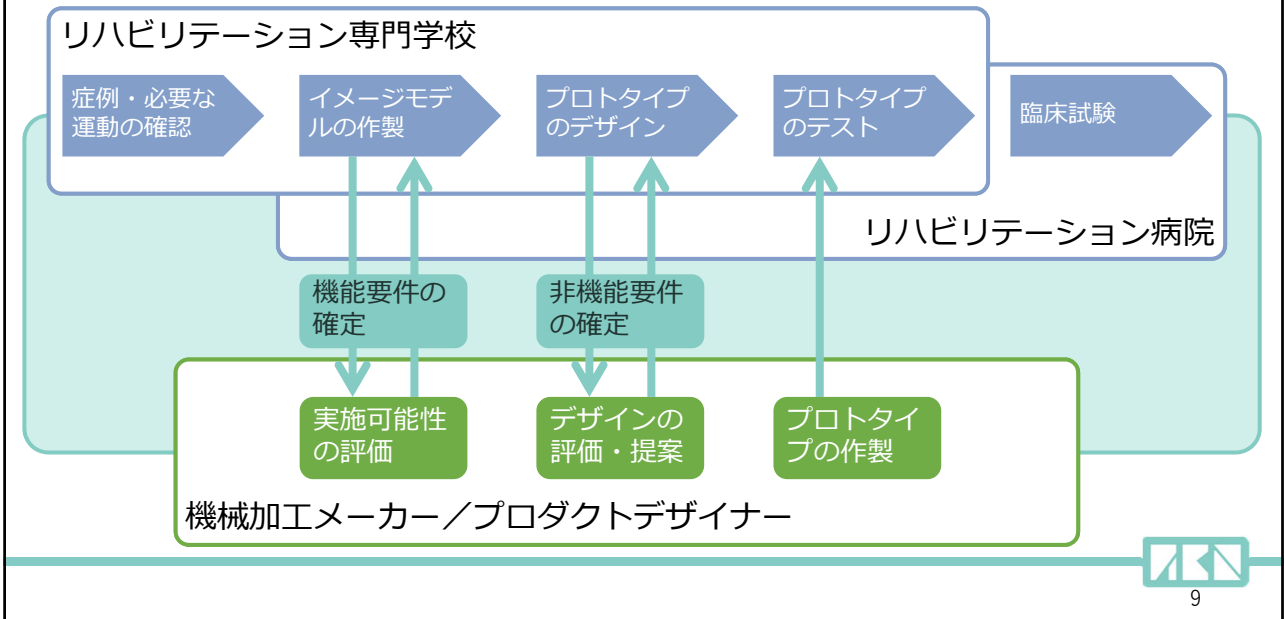 リハビリテーション専門学校
症例・必要な
運動の確認
イメージモデ
ルの作製
プロトタイプ
のデザイン
プロトタイプ
のテスト
臨床試験
リハビリテーション病院
機能要件の
確定
非機能要件
の確定
実施可能性
の評価
デザインの
評価・提案
プロトタイ
プの作製
機械加工メーカー／プロダクトデザイナー
9